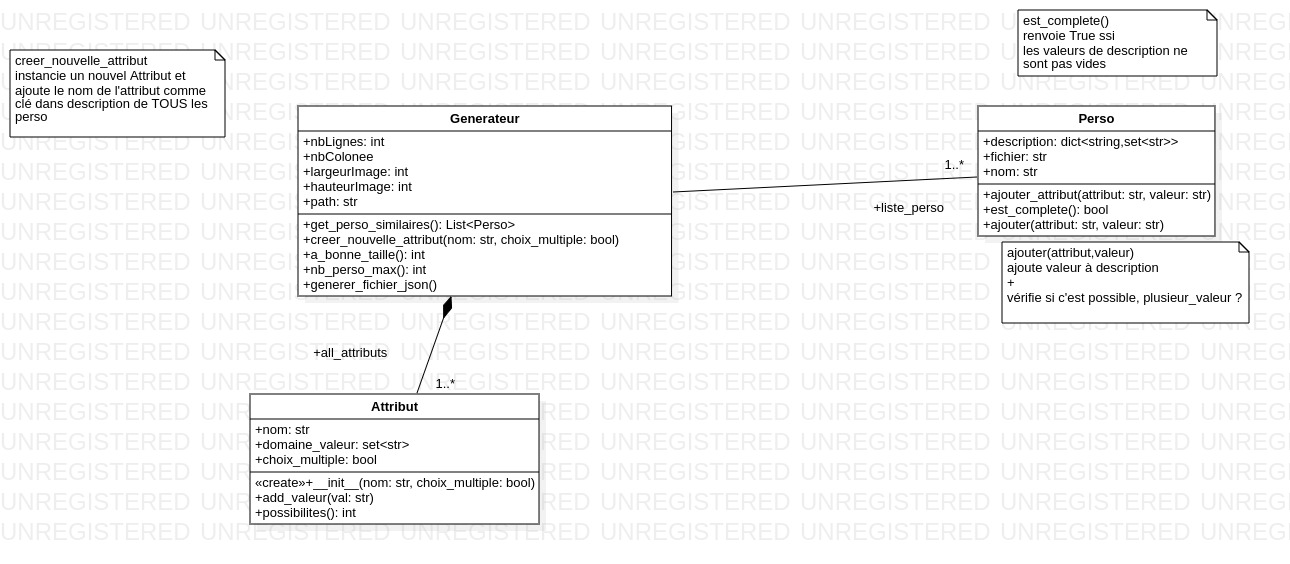 est_complete()
renvoie True ssi
les valeurs de description ne
sont pas vides
creer_nouvelle_attribut
instancie un nouvel Attribut et
ajoute le nom de l'attribut comme
clé dans description de TOUS les
perso
Generateur
+nbLignes: int
+nbColonee
+largeurImage: int
+hauteurImage: int
+path: str
+get_perso_similaires(): List<Perso>
+creer_nouvelle_attribut(nom: str, choix_multiple: bool)
+a_bonne_taille(): int
+nb_perso_max(): int
+generer_fichier_json()
1..*
+liste_perso
Perso
+description: dict<string,set<str>>
+fichier: str
+nom: str
+ajouter_attribut(attribut: str, valeur: str)
+est_complete(): bool
+ajouter(attribut: str, valeur: str)
ajouter(attribut,valeur)
ajoute valeur à description
+
vérifie si c'est possible, plusieur_valeur ?
+all_attributs
1..*
Attribut
+nom: str
+domaine_valeur: set<str>
+choix_multiple: bool
«create»+__init__(nom: str, choix_multiple: bool)
+add_valeur(val: str)
+possibilites(): int
UNREGISTERED UNREGISTERED UNREGISTERED UNREGISTERED UNREGISTERED UNREGISTERED